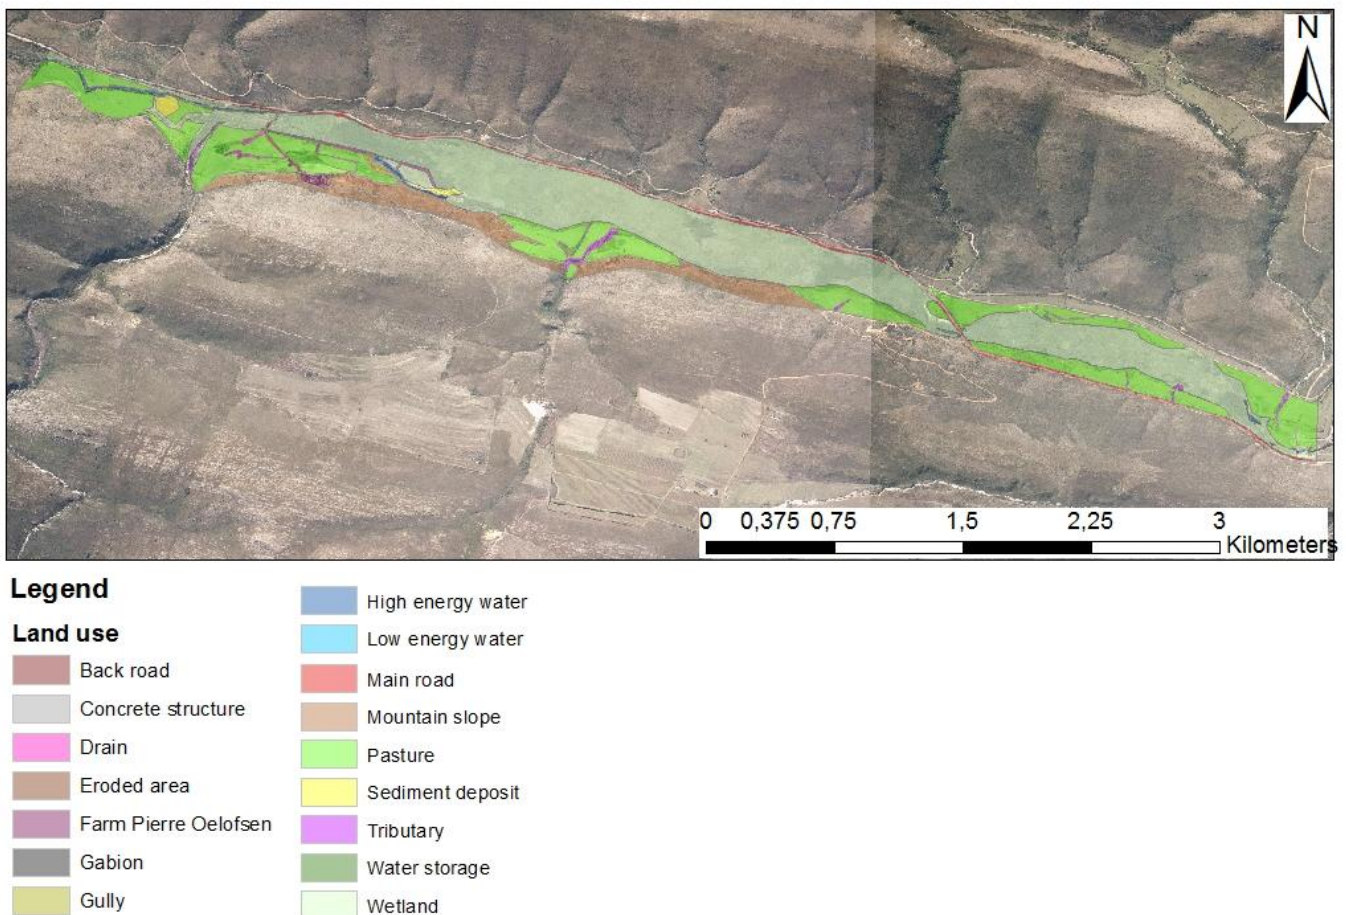 N
0 0,375 0,75 1,5 2,25 3
Kilometers
Legend
Land use
Back road
Concrete structure
Drain
Eroded area
Farm Pierre Oelofsen
Gabion
Gully
High energy water
Low energy water
Main road
Mountain slope
Pasture
Sediment deposit
Tributary
Water storage
Wetland